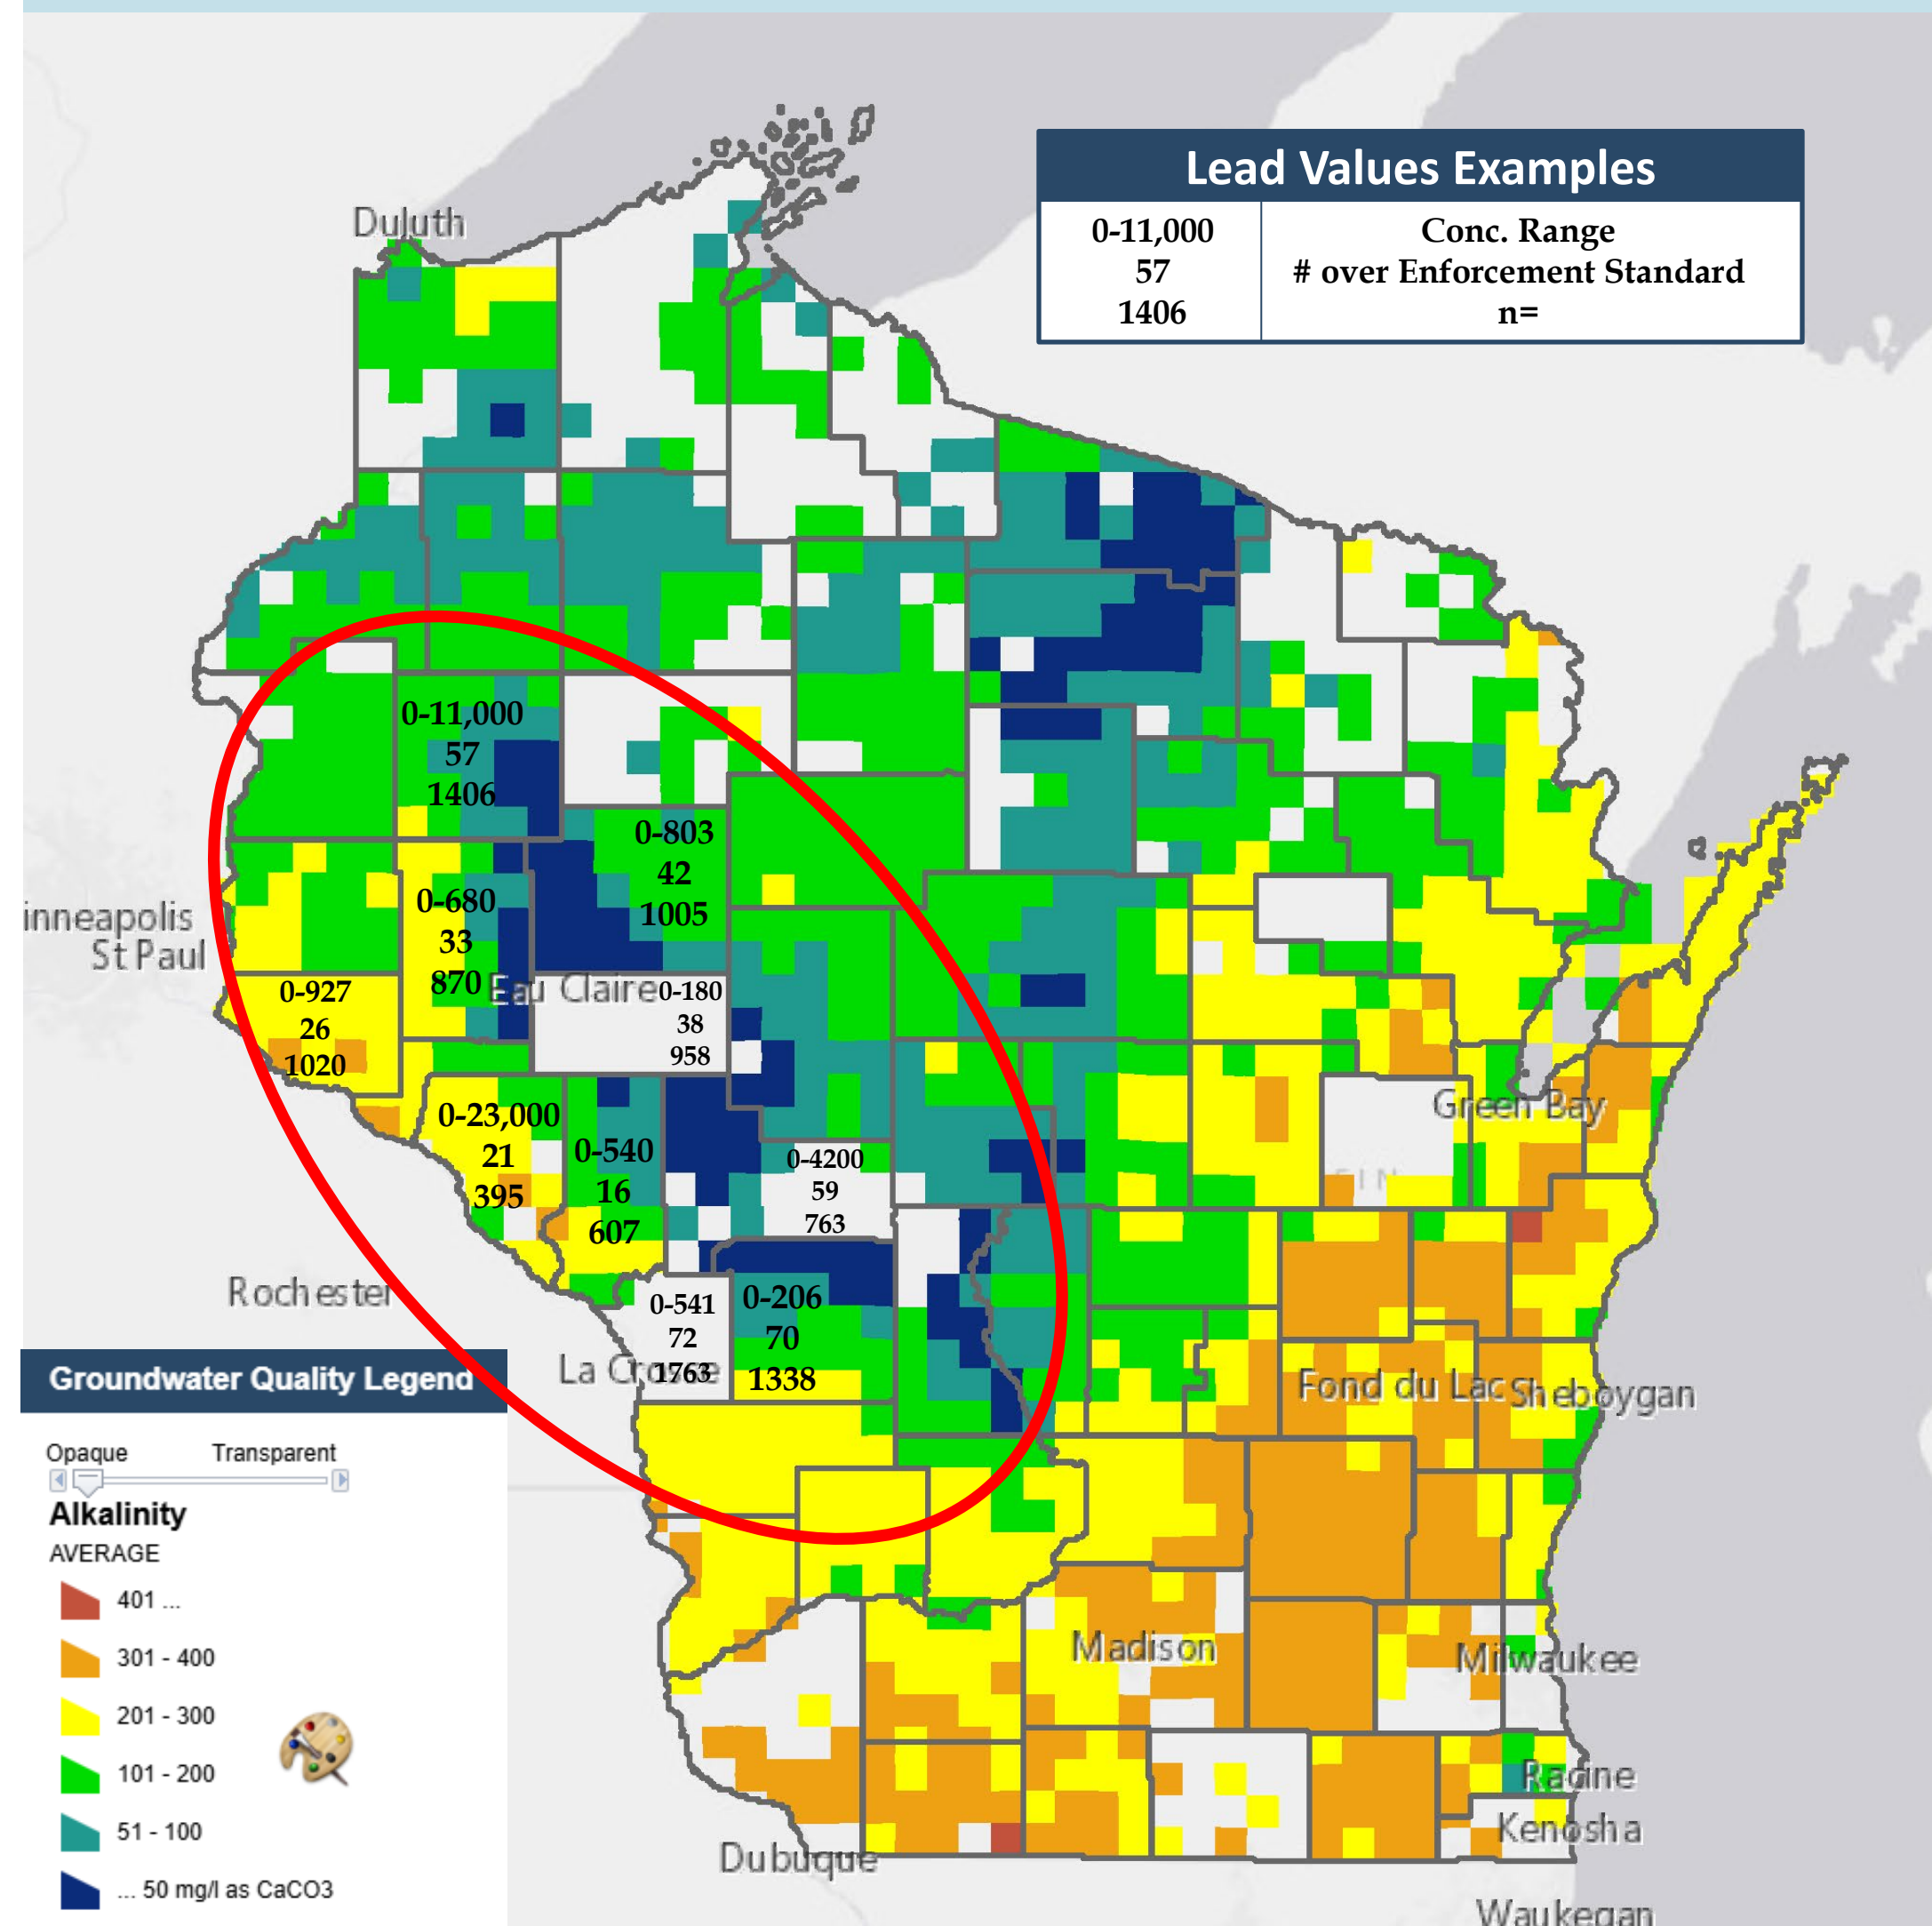 Lead Values Examples
0-11,000 Conc. Range
57 # over Enforcement Standard
1406 n=
Duluth
0-11,000
57
1406
0-803
42
1005
0-680
33
870
inneapolis
St Paul
Eau Claire
0-180
38
958
0-927
26
1020
0-23,000
21
395
0-540
16
607
0-4200
59
763
Green Bay
Rochester
0-541
72
1763
0-206
70
1338
La Crosse
Fond du Lac
Sheboygan
Groundwater Quality Legend
Opaque Transparent
Alkalinity
AVERAGE
401 ...
301 - 400
201 - 300
101 - 200
51 - 100
... 50 mg/l as CaCO3
Madison
Milwaukee
Racine
Kenosha
Dubuque
Waukegan